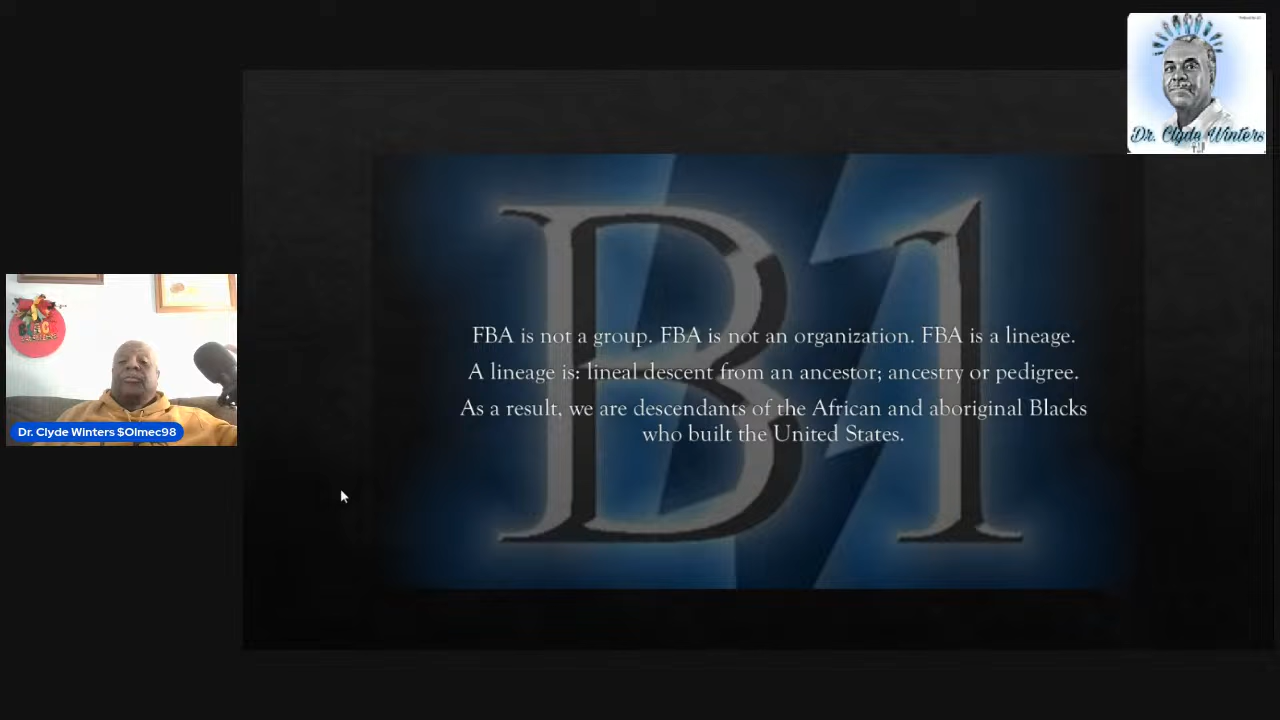 Dr. Clyde Winters
B1
FBA is not a group. FBA is not an organization. FBA is a lineage.
A lineage is: lineal descent from an ancestor; ancestry or pedigree.
As a result, we are descendants of the African and aboriginal Blacks
who built the United States.
Dr. Clyde Winters $Olmec98